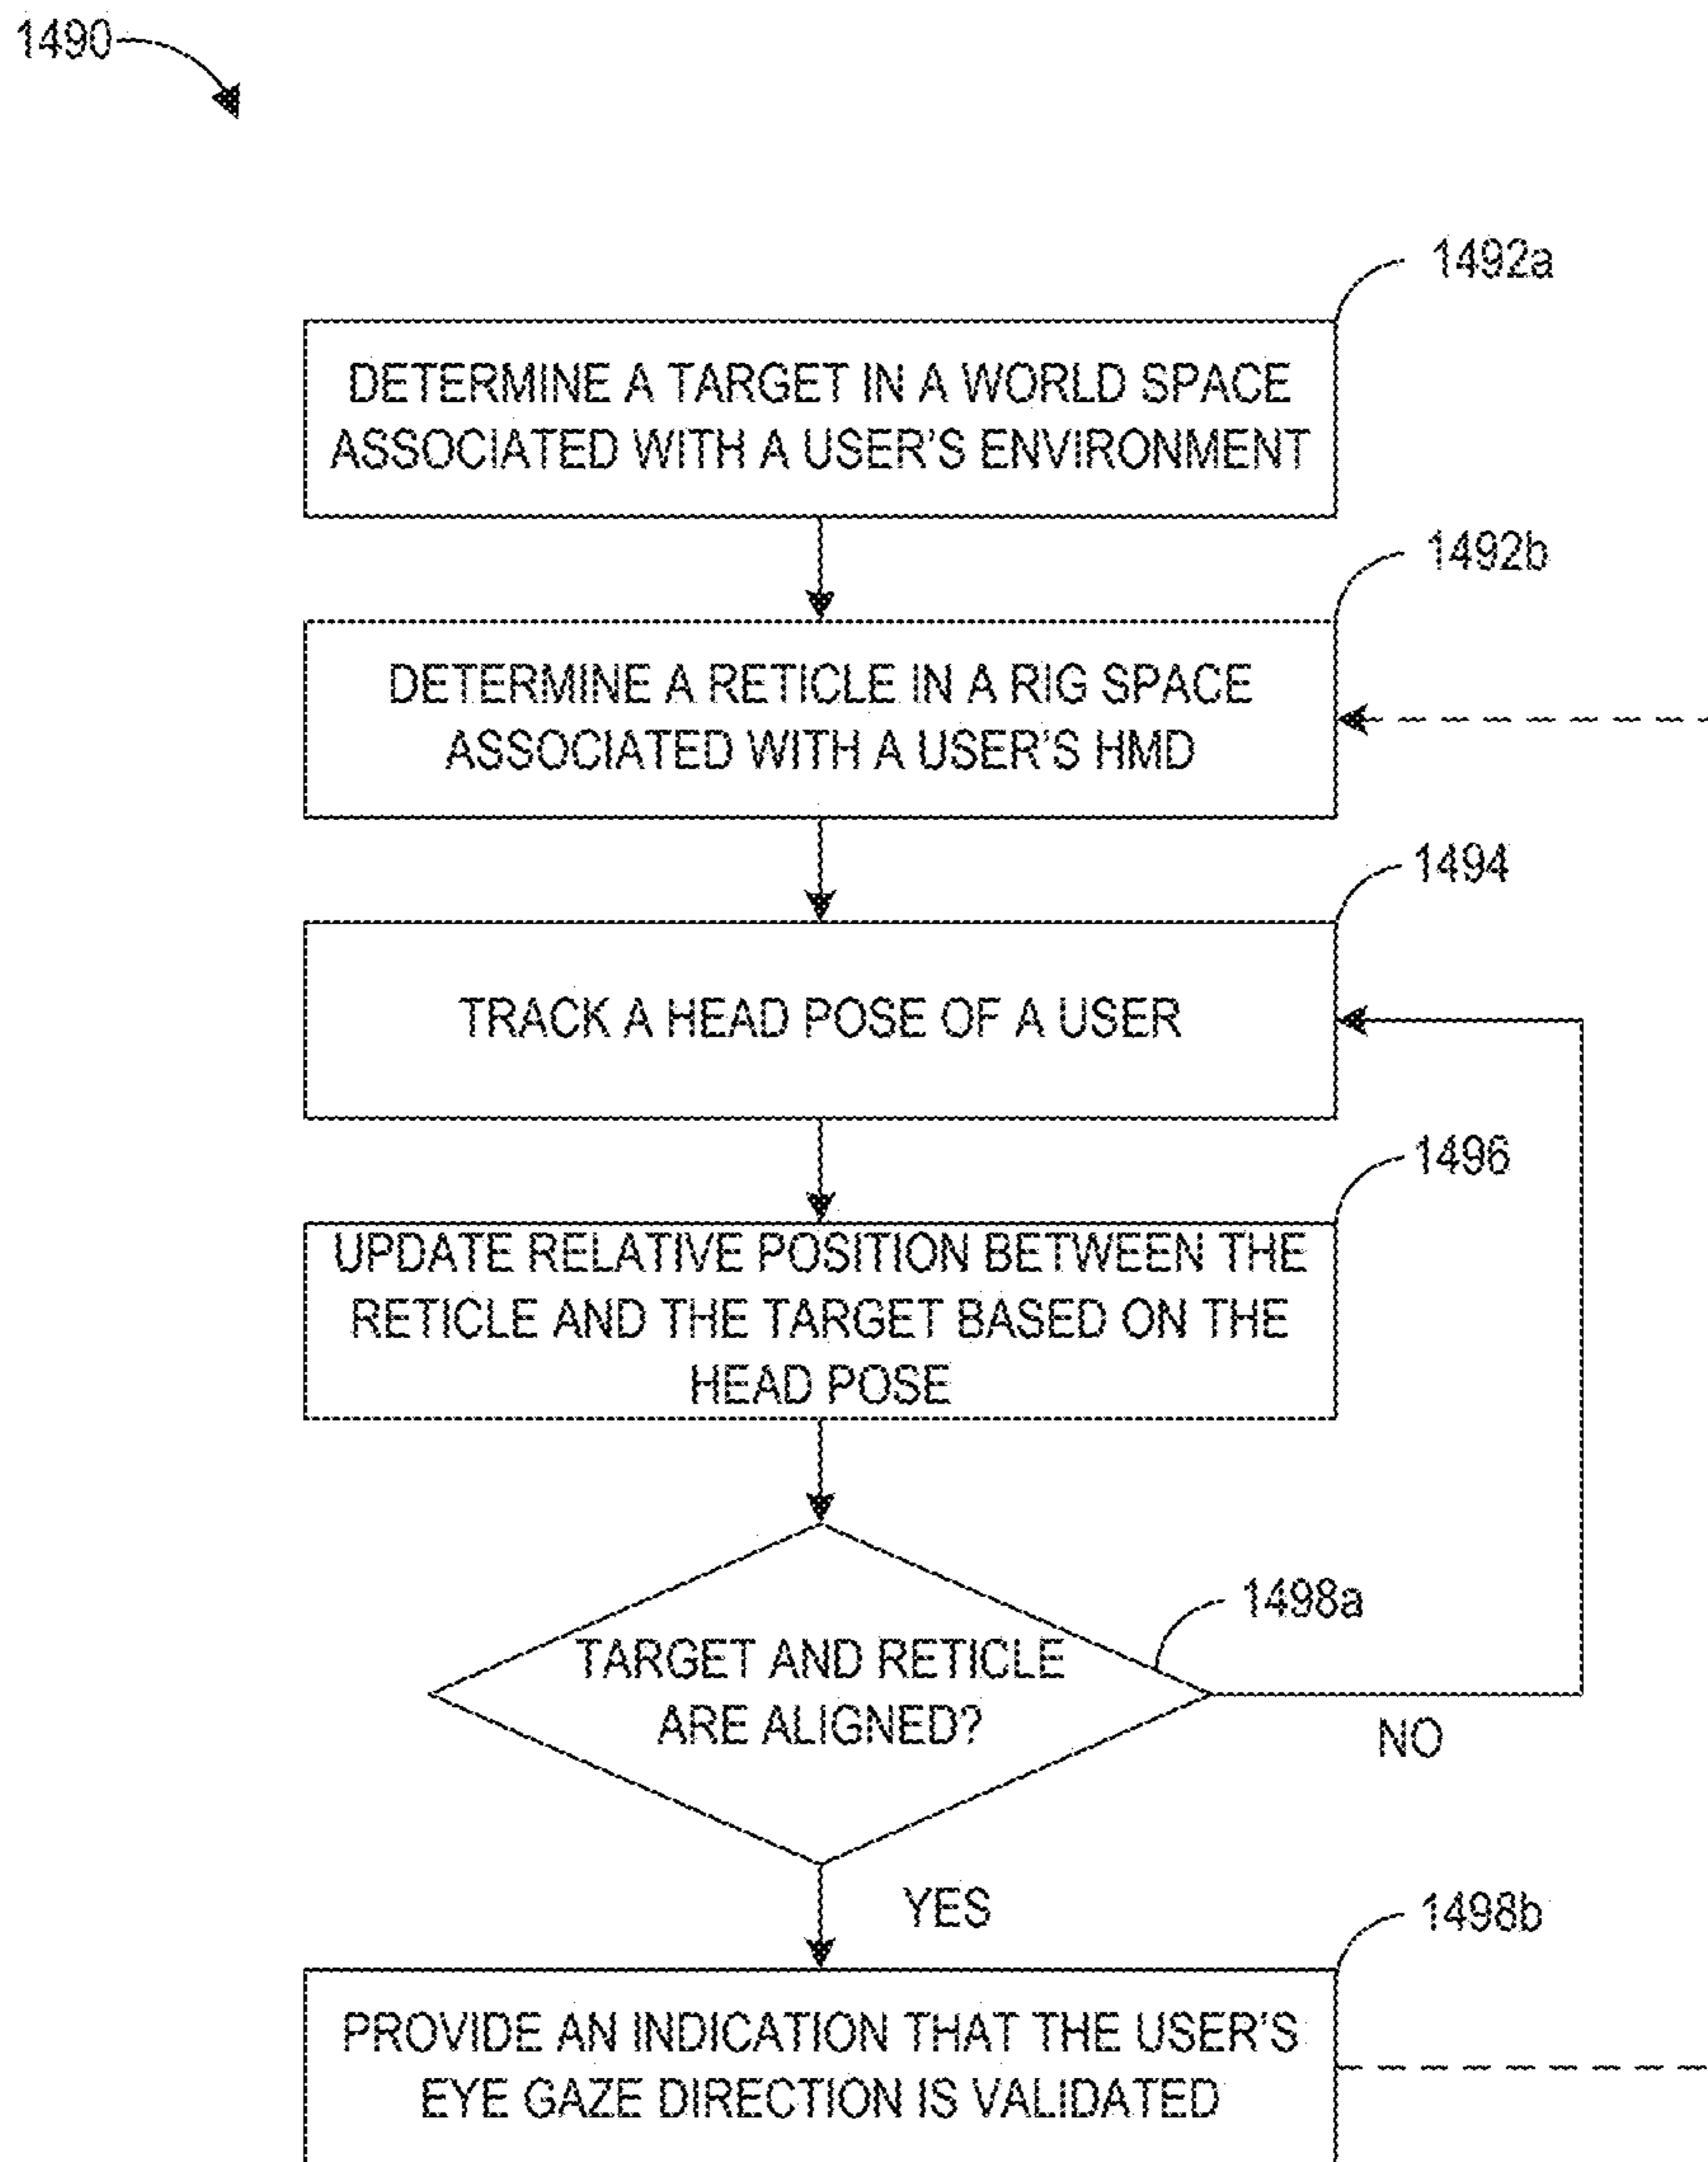 1490
1492a
DETERMINE A TARGET IN A WORLD SPACE
ASSOCIATED WITH A USER'S ENVIRONMENT
1492b
DETERMINE A RETICLE IN A RIG SPACE
ASSOCIATED WITH A USER'S HMD
1494
TRACK A HEAD POSE OF A USER
1496
UPDATE RELATIVE POSITION BETWEEN THE
RETICLE AND THE TARGET BASED ON THE
HEAD POSE
1498a
TARGET AND RETICLE
ARE ALIGNED?
NO
YES
1498b
PROVIDE AN INDICATION THAT THE USER'S
EYE GAZE DIRECTION IS VALIDATED